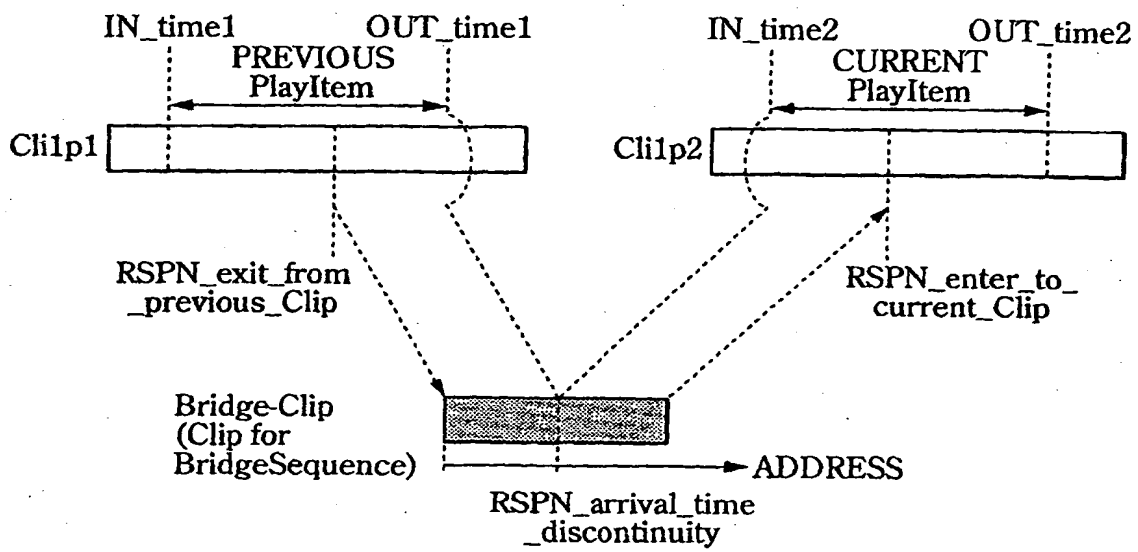 IN_time1
OUT_time1
IN_time2
OUT_time2
PREVIOUS
PlayItem
CURRENT
PlayItem
Cli1p1
Cli1p2
RSPN_exit_from
_previous_Clip
RSPN_enter_to_
current_Clip
Bridge-Clip
(Clip for
BridgeSequence)
ADDRESS
RSPN_arrival_time
_discontinuity